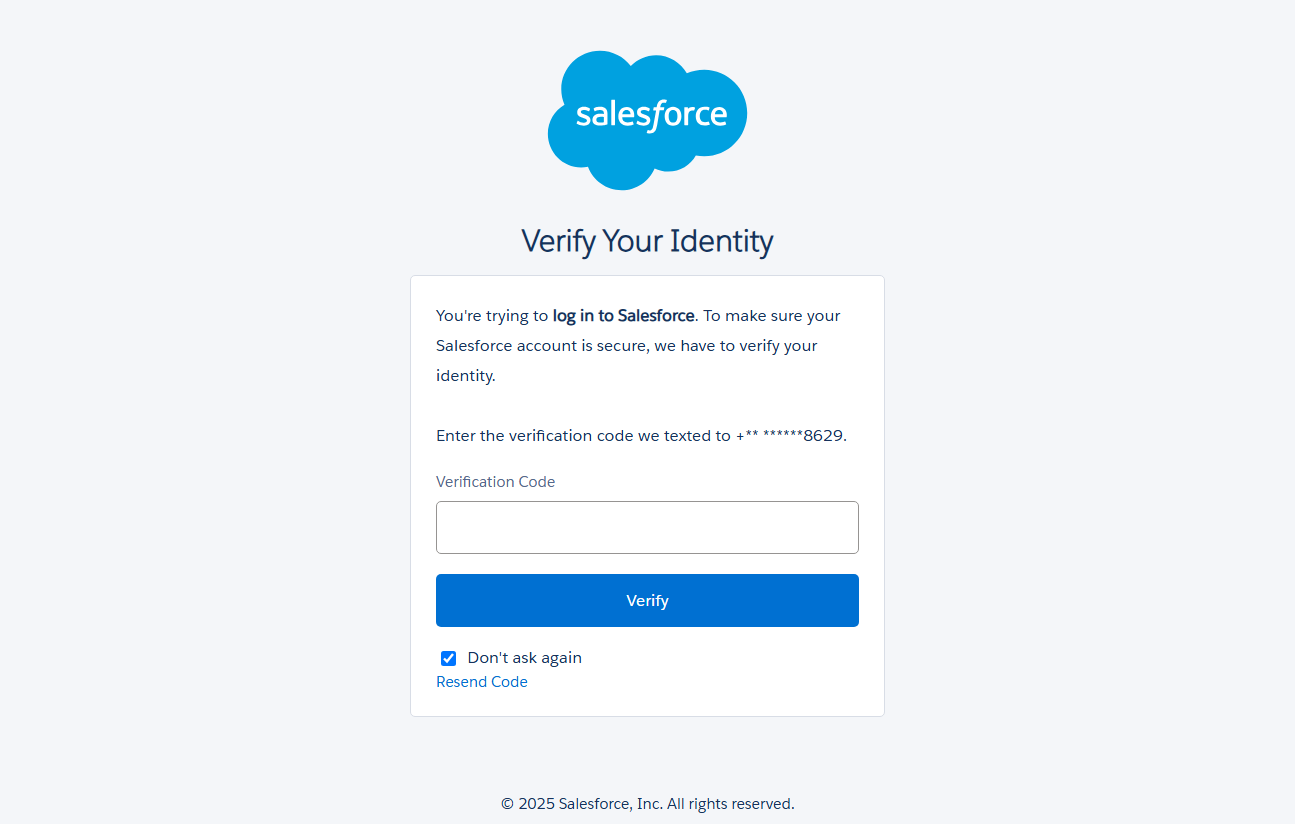 salesforce
Verify Your Identity
You're trying to log in to Salesforce. To make sure your
Salesforce account is secure, we have to verify your
identity.
Enter the verification code we texted to +** ******8629.
Verification Code
Verify
Don't ask again
Resend Code
© 2025 Salesforce, Inc. All rights reserved.